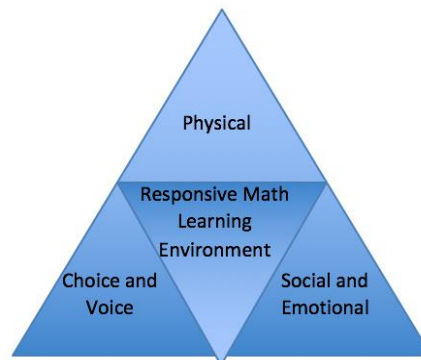 Physical
Responsive Math
Learning
Environment
Choice and
Voice
Social and
Emotional